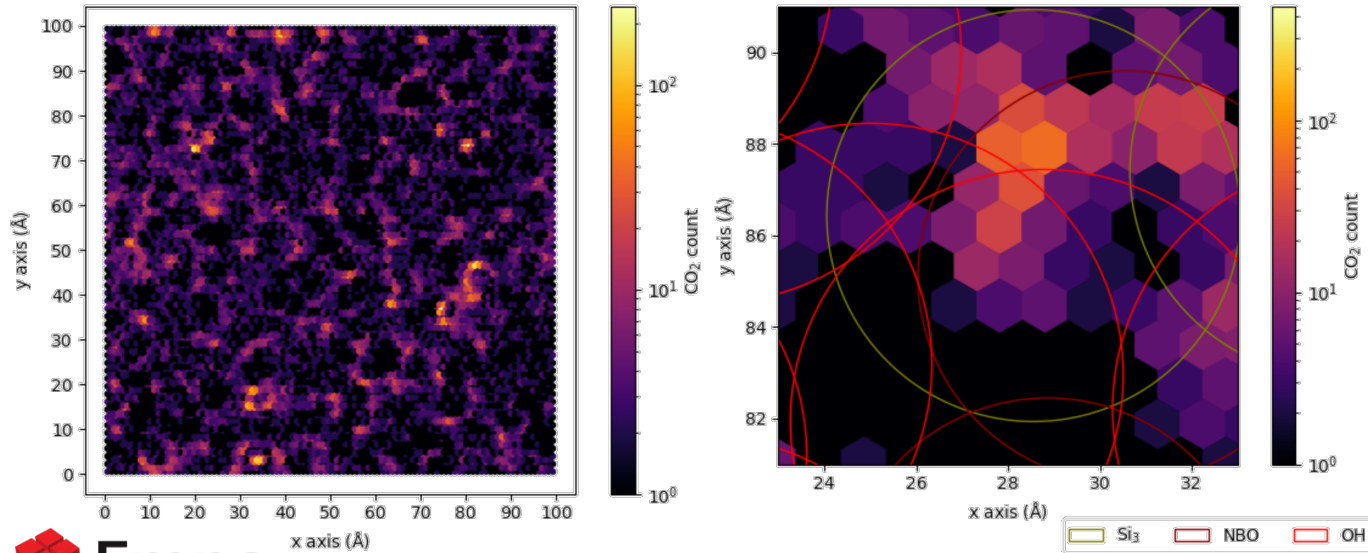 100
90
80
70
60
50
40
30
20
10
0
y axis (Å)
0 10 20 30 40 50 60 70 80 90 100
x axis (Å)
10²
10¹
10⁰
CO₂ count
90
88
86
84
82
y axis (Å)
24 26 28 30 32
x axis (Å)
10²
10¹
10⁰
CO₂ count
Si₃ NBO OH